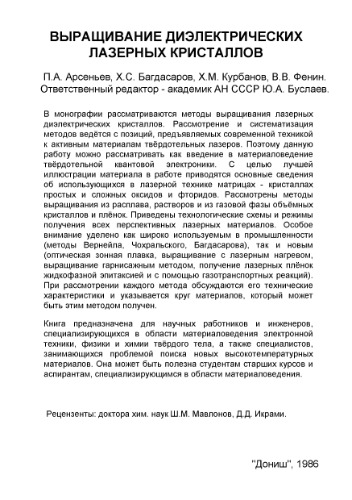 ВЫРАЩИВАНИЕ ДИЭЛЕКТРИЧЕСКИХ
ЛАЗЕРНЫХ КРИСТАЛЛОВ
П.А. Арсеньев, Х.С. Багдасаров, Х.М. Курбанов, В.В. Фенин.
Ответственный редактор - академик АН СССР Ю.А. Буслаев.
В монографии рассматриваются методы выращивания лазерных
диэлектрических кристаллов. Рассмотрение и систематизация
методов ведётся с позиций, предъявляемых современной техникой
к активным материалам твёрдотельных лазеров. Поэтому данную
работу можно рассматривать как введение в материаловедение
твёрдотельной квантовой электроники. С целью лучшей
иллюстрации материала в работе приводятся основные сведения
об использующихся в лазерной технике матрицах - кристаллах
простых и сложных оксидов и фторидов. Рассмотрены методы
выращивания из расплава, растворов и из газовой фазы объёмных
кристаллов и плёнок. Приведены технологические схемы и режимы
получения всех перспективных лазерных материалов. Особое
внимание уделено как широко используемым в промышленности
(методы Вернейла, Чохральского, Багдасарова), так и новым
(оптическая зонная плавка, выращивание с лазерным нагревом,
выращивание гарнисажным методом, получение лазерных плёнок
жидкофазной эпитаксией и с помощью газотранспортных реакций).
При рассмотрении каждого метода обсуждаются его технические
характеристики и указывается круг материалов, который может
быть этим методом получен.
Книга предназначена для научных работников и инженеров,
специализирующихся в области материаловедения электронной
техники, физики и химии твёрдого тела, а также специалистов,
занимающихся проблемой поиска новых высокотемпературных
материалов. Она может быть полезна студентам старших курсов и
аспирантам, специализирующимся в области материаловедения.
Рецензенты: доктора хим. наук Ш.М. Мавлонов, Д.Д. Икрами.
"Дониш", 1986